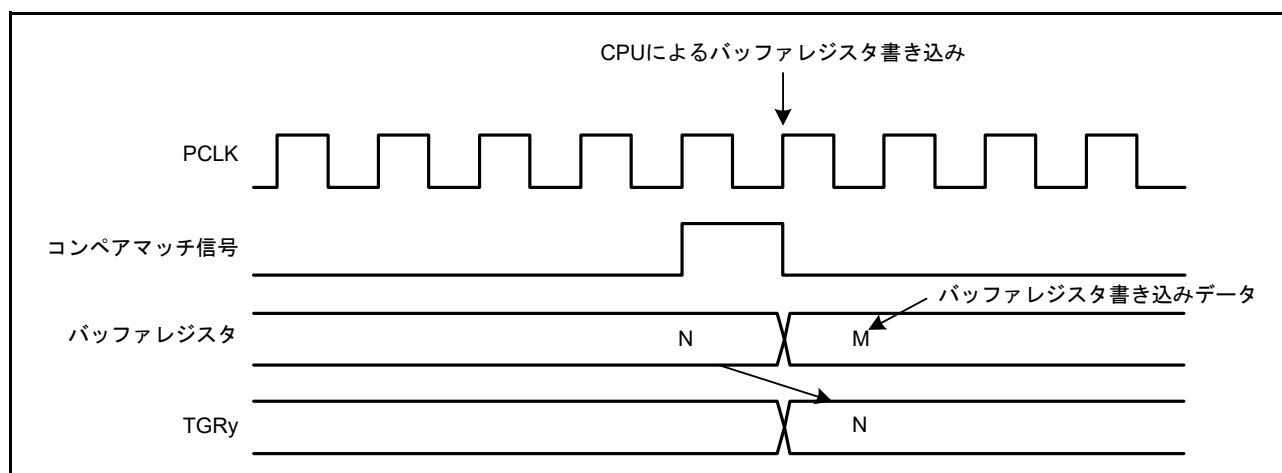 CPUによるバッファレジスタ書き込み
PCLK
コンペアマッチ信号
バッファレジスタ書き込みデータ
バッファレジスタ
N
M
TGRy
N